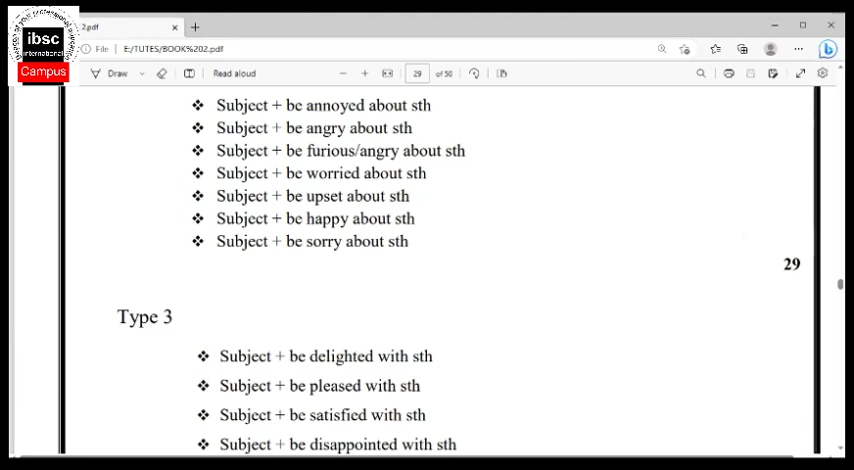 2.pdf
ibsc
international
Campus
File E:/TUTES/BOOK%202.pdf
Draw Read aloud 29 of 50
❖ Subject + be annoyed about sth
❖ Subject + be angry about sth
❖ Subject + be furious/angry about sth
❖ Subject + be worried about sth
❖ Subject + be upset about sth
❖ Subject + be happy about sth
❖ Subject + be sorry about sth
29
Type 3
❖ Subject + be delighted with sth
❖ Subject + be pleased with sth
❖ Subject + be satisfied with sth
❖ Subject + be disappointed with sth